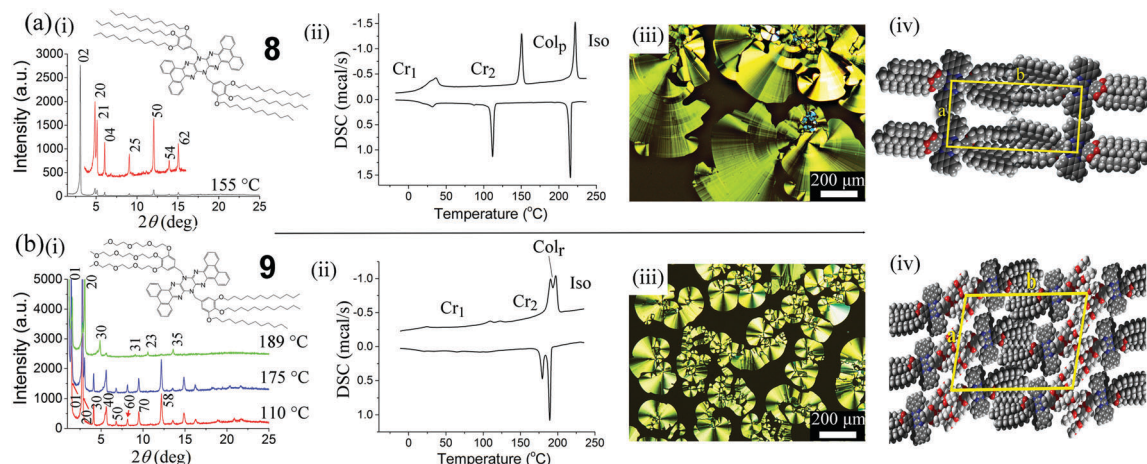 (a)(i)
8
Intensity (a.u.)
3000
2500
2000
1500
1000
500
0
02
20
21
04
25
50
54
62
155 °C
5
10
15
20
25
2θ (deg)
(ii)
DSC (mcal/s)
-1.5
-1.0
-0.5
0.0
0.5
1.0
1.5
Cr1
Cr2
Colp
Iso
0
50
100
150
200
250
Temperature (°C)
(iii)
200 μm
(iv)
a
b
(b)(i)
9
Intensity (a.u.)
5000
4000
3000
2000
1000
0
01
20
30
31
23
35
189 °C
175 °C
01
20
30
40
50
60
70
58
110 °C
5
10
15
20
25
2θ (deg)
(ii)
DSC (mcal/s)
-1.0
-0.5
0.0
0.5
1.0
Cr1
Cr2
Colr
Iso
0
50
100
150
200
Temperature (°C)
(iii)
200 μm
(iv)
b